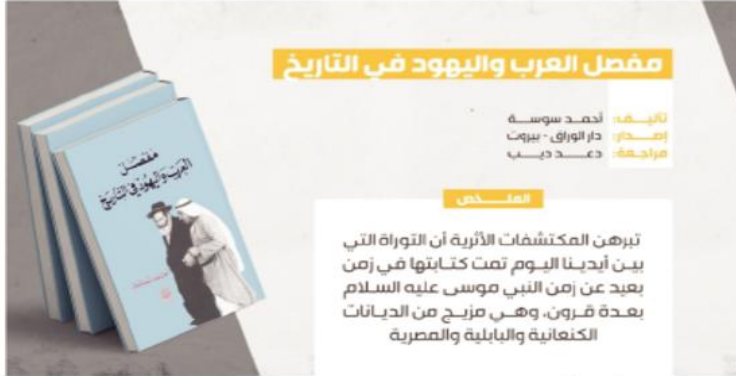 مفصل العرب واليهود في التاريخ
تأليف: أحمد سوسة
إصدار: دار الوراق - بيروت
مراجعة: دعد ديب
الملخص
تبرهن المكتشفات الأثرية أن التوراة التي
بين أيدينا اليوم تمت كتابتها في زمن
بعيد عن زمن النبي موسى عليه السلام
بعدة قرون، وهي مزيج من الديانات
الكنعانية والبابلية والمصرية
مفصل
العرب واليهود في التاريخ